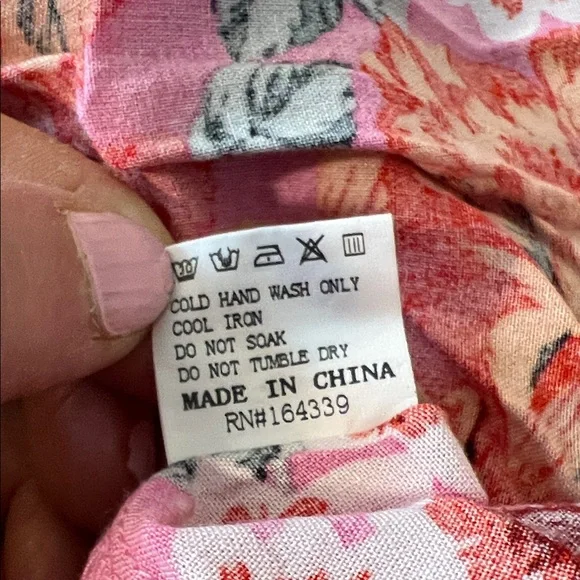 COLD HAND WASH ONLY
COOL IRON
DO NOT SOAK
DO NOT TUMBLE DRY
MADE IN CHINA
RN#164339